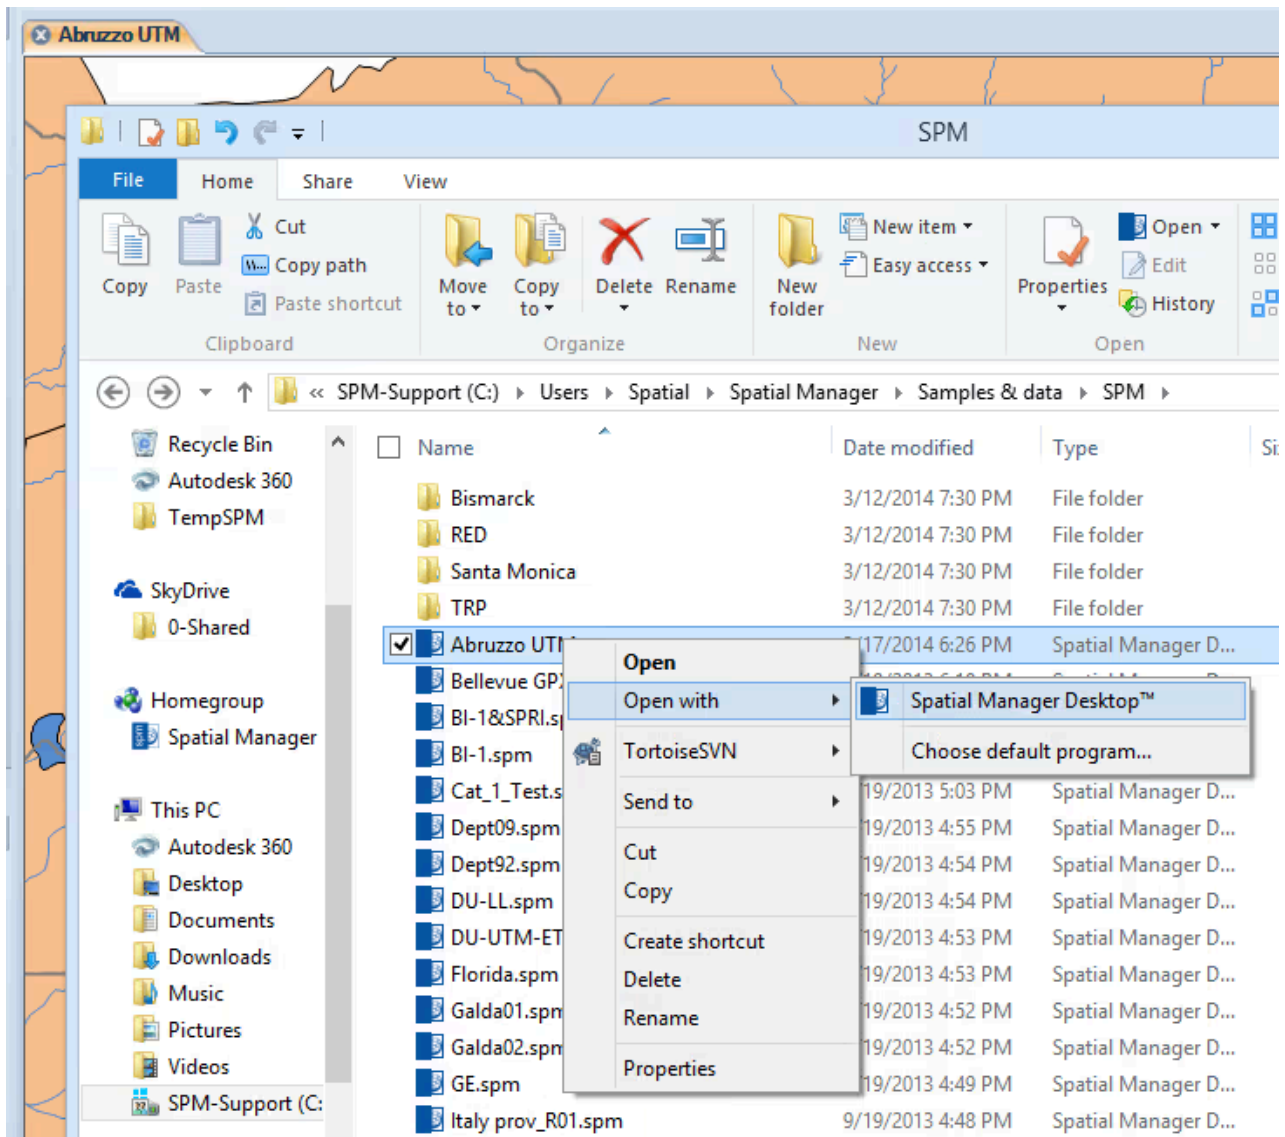 Abruzzo UTM
SPM
File Home Share View
Copy
Paste
Cut
Copy path
Paste shortcut
Move to
Copy to
Delete
Rename
New folder
New item
Easy access
Properties
Open
Edit
History
Clipboard
Organize
New
Open
« SPM-Support (C:) Users Spatial Spatial Manager Samples & data SPM
Recycle Bin
Autodesk 360
TempSPM
SkyDrive
0-Shared
Homegroup
Spatial Manager
This PC
Autodesk 360
Desktop
Documents
Downloads
Music
Pictures
Videos
SPM-Support (C:
Name Date modified Type
Bismarck 3/12/2014 7:30 PM File folder
RED 3/12/2014 7:30 PM File folder
Santa Monica 3/12/2014 7:30 PM File folder
TRP 3/12/2014 7:30 PM File folder
Abruzzo UTM /17/2014 6:26 PM Spatial Manager D...
Bellevue GP
BI-1&SPRI.s
BI-1.spm
Cat_1_Test.s /19/2013 5:03 PM Spatial Manager D...
Dept09.spm /19/2013 4:55 PM Spatial Manager D...
Dept92.spm /19/2013 4:54 PM Spatial Manager D...
DU-LL.spm /19/2013 4:54 PM Spatial Manager D...
DU-UTM-ET /19/2013 4:53 PM Spatial Manager D...
Florida.spm /19/2013 4:53 PM Spatial Manager D...
Galda01.spm /19/2013 4:52 PM Spatial Manager D...
Galda02.spm /19/2013 4:52 PM Spatial Manager D...
GE.spm /19/2013 4:49 PM Spatial Manager D...
Italy prov_R01.spm 9/19/2013 4:48 PM Spatial Manager D...
Open
Open with
TortoiseSVN
Send to
Cut
Copy
Create shortcut
Delete
Rename
Properties
Spatial Manager Desktop™
Choose default program...